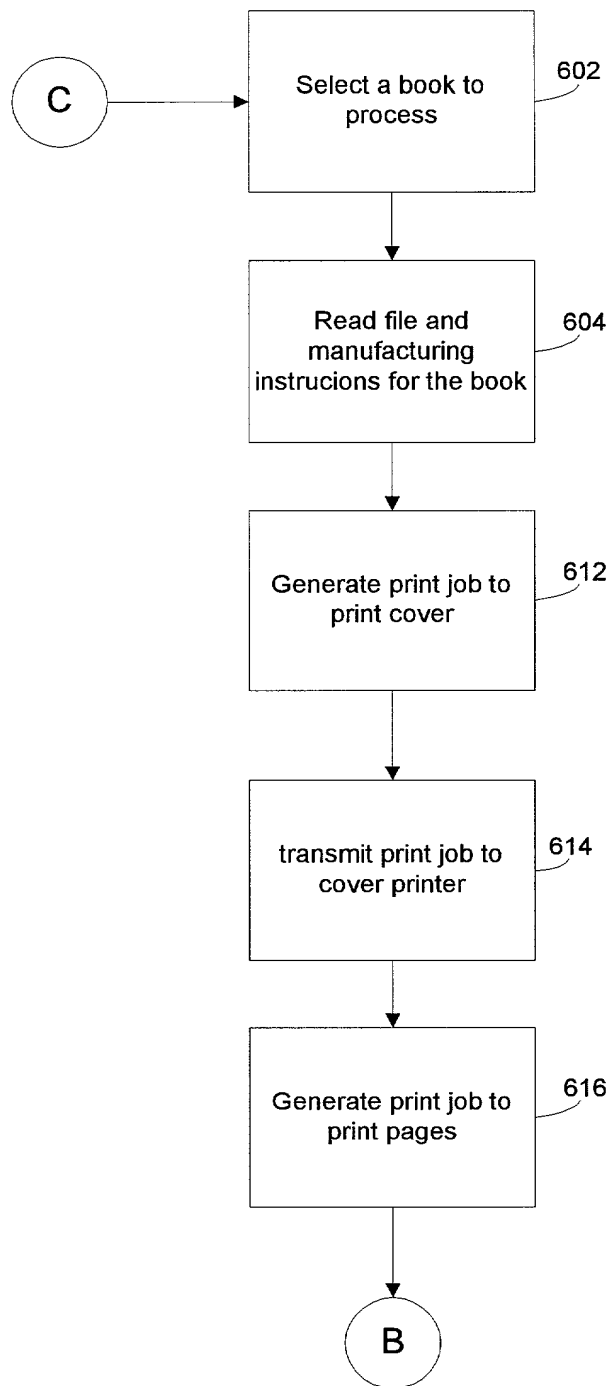 C
Select a book to
process
602
Read file and
manufacturing
instrucions for the book
604
Generate print job to
print cover
612
transmit print job to
cover printer
614
Generate print job to
print pages
616
B